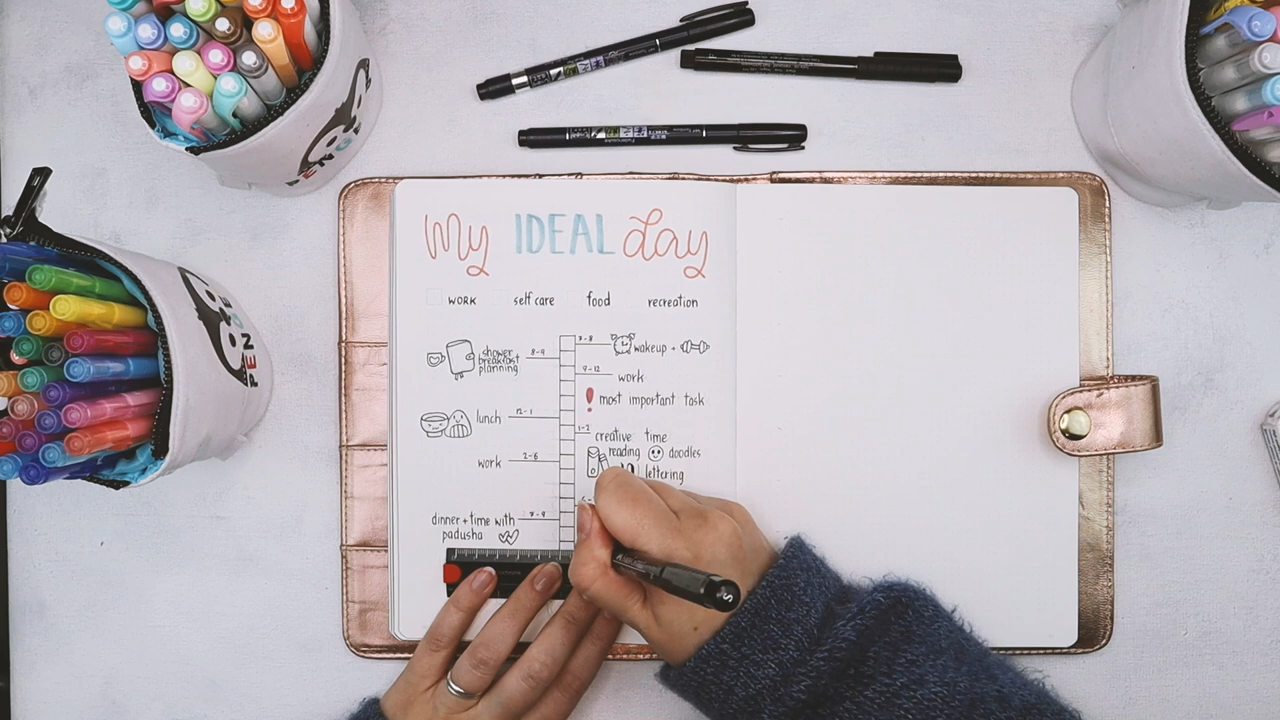 My IDEAL day
WORK self care food recreation
7-8
wakeup +
8-9
shower
breakfast
planning
9-12
work
most important task
lunch 12-1
1-2
creative time
reading doodles
lettering
work 2-6
dinner + time with 7-9
padusha
PENGUE
PENG
S